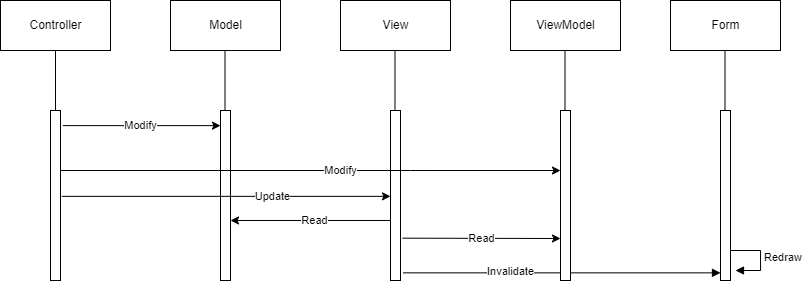 Controller
Model
View
ViewModel
Form
Modify
Modify
Update
Read
Read
Redraw
Invalidate